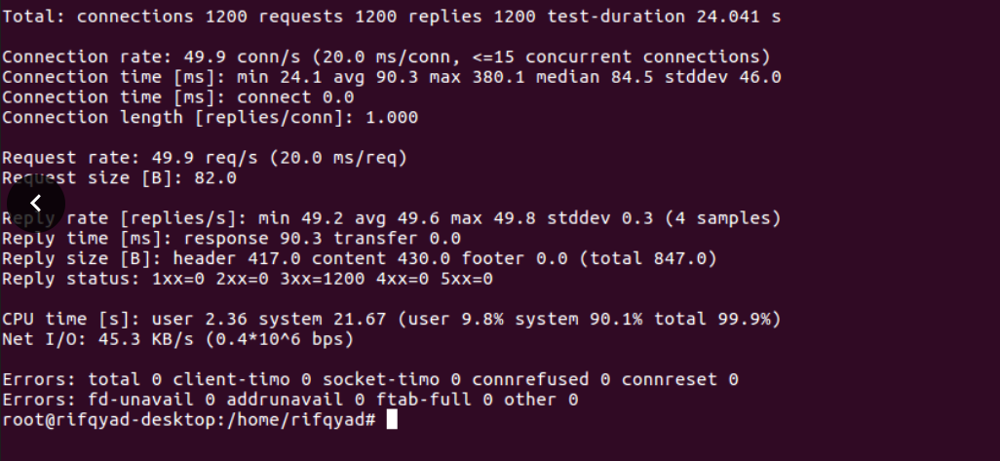 Total: connections 1200 requests 1200 replies 1200 test-duration 24.041 s
Connection rate: 49.9 conn/s (20.0 ms/conn, <=15 concurrent connections)
Connection time [ms]: min 24.1 avg 90.3 max 380.1 median 84.5 stddev 46.0
Connection time [ms]: connect 0.0
Connection length [replies/conn]: 1.000
Request rate: 49.9 req/s (20.0 ms/req)
Request size [B]: 82.0
Reply rate [replies/s]: min 49.2 avg 49.6 max 49.8 stddev 0.3 (4 samples)
Reply time [ms]: response 90.3 transfer 0.0
Reply size [B]: header 417.0 content 430.0 footer 0.0 (total 847.0)
Reply status: 1xx=0 2xx=0 3xx=1200 4xx=0 5xx=0
CPU time [s]: user 2.36 system 21.67 (user 9.8% system 90.1% total 99.9%)
Net I/O: 45.3 KB/s (0.4*10^6 bps)
Errors: total 0 client-timo 0 socket-timo 0 connrefused 0 connreset 0
Errors: fd-unavail 0 addrunavail 0 ftab-full 0 other 0
root@rifqyad-desktop:/home/rifqyad#